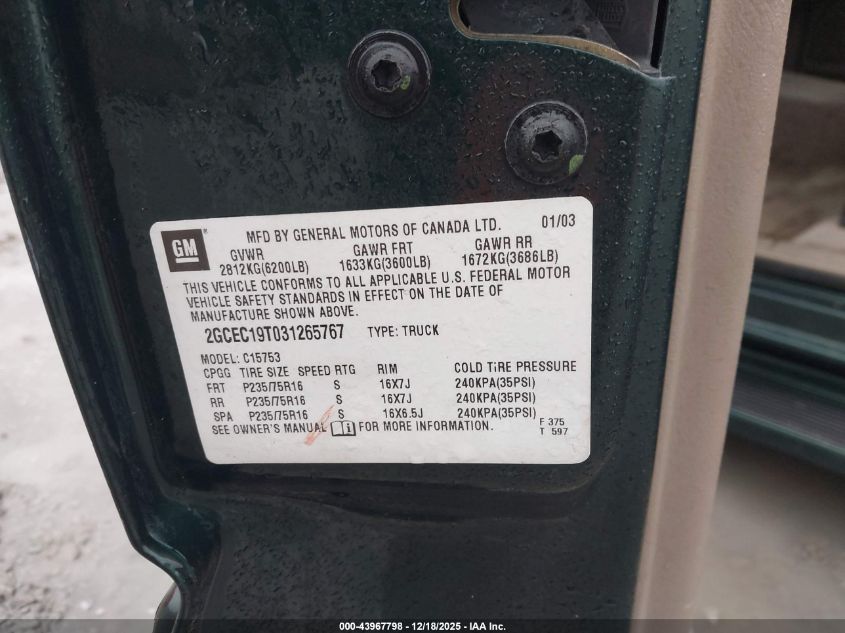 GM
MFD BY GENERAL MOTORS OF CANADA LTD. 01/03
GVWR GAWR FRT GAWR RR
2812KG(6200LB) 1633KG(3600LB) 1672KG(3686LB)
THIS VEHICLE CONFORMS TO ALL APPLICABLE U.S. FEDERAL MOTOR
VEHICLE SAFETY STANDARDS IN EFFECT ON THE DATE OF
MANUFACTURE SHOWN ABOVE.
2GCEC19T031265767 TYPE: TRUCK
MODEL: C15753
CPGG TIRE SIZE SPEED RTG RIM COLD TIRE PRESSURE
FRT P235/75R16 S 16X7J 240KPA(35PSI)
RR P235/75R16 S 16X7J 240KPA(35PSI)
SPA P235/75R16 S 16X6.5J 240KPA(35PSI)
SEE OWNER'S MANUAL FOR MORE INFORMATION.
F 375
T 597
000-43967798 - 12/18/2025 - IAA Inc.